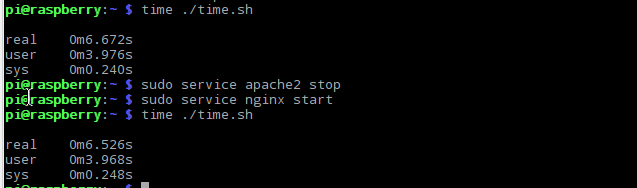 pi@raspberry:~ $ time ./time.sh
real    0m6.672s
user    0m3.976s
sys     0m0.240s
pi@raspberry:~ $ sudo service apache2 stop
pi@raspberry:~ $ sudo service nginx start
pi@raspberry:~ $ time ./time.sh
real    0m6.526s
user    0m3.968s
sys     0m0.248s
pi@raspberry:~ $